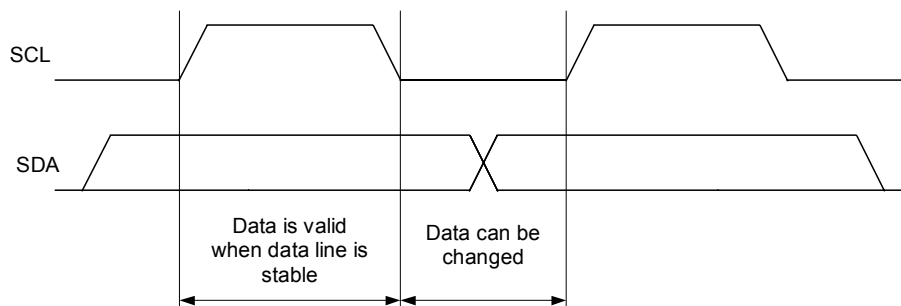 SCL
SDA
Data is valid
when data line is
stable
Data can be
changed